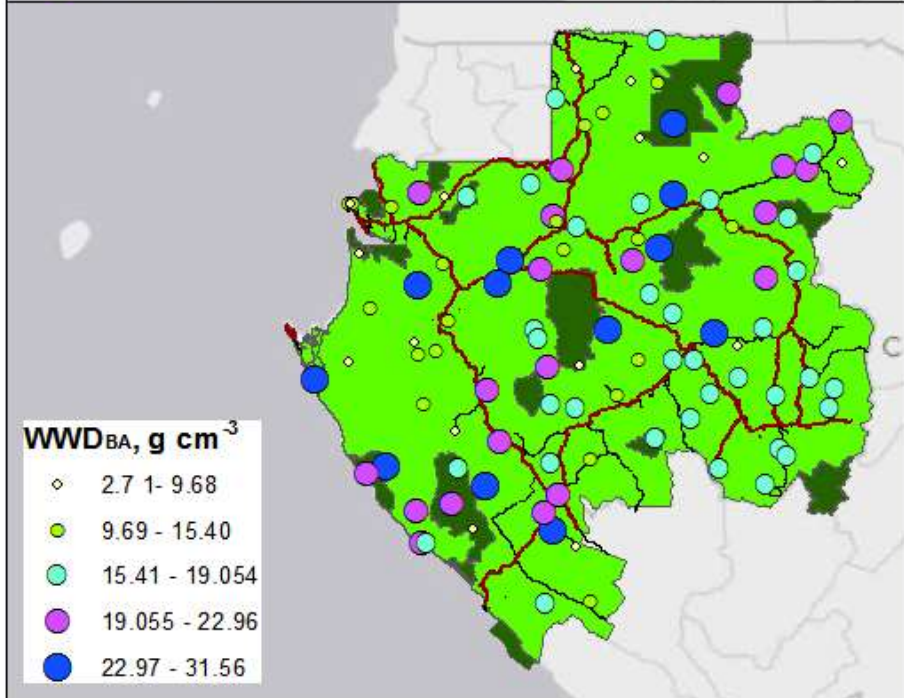 WWDBA, g cm-3
2.7 1- 9.68
9.69 - 15.40
15.41 - 19.054
19.055 - 22.96
22.97 - 31.56
C